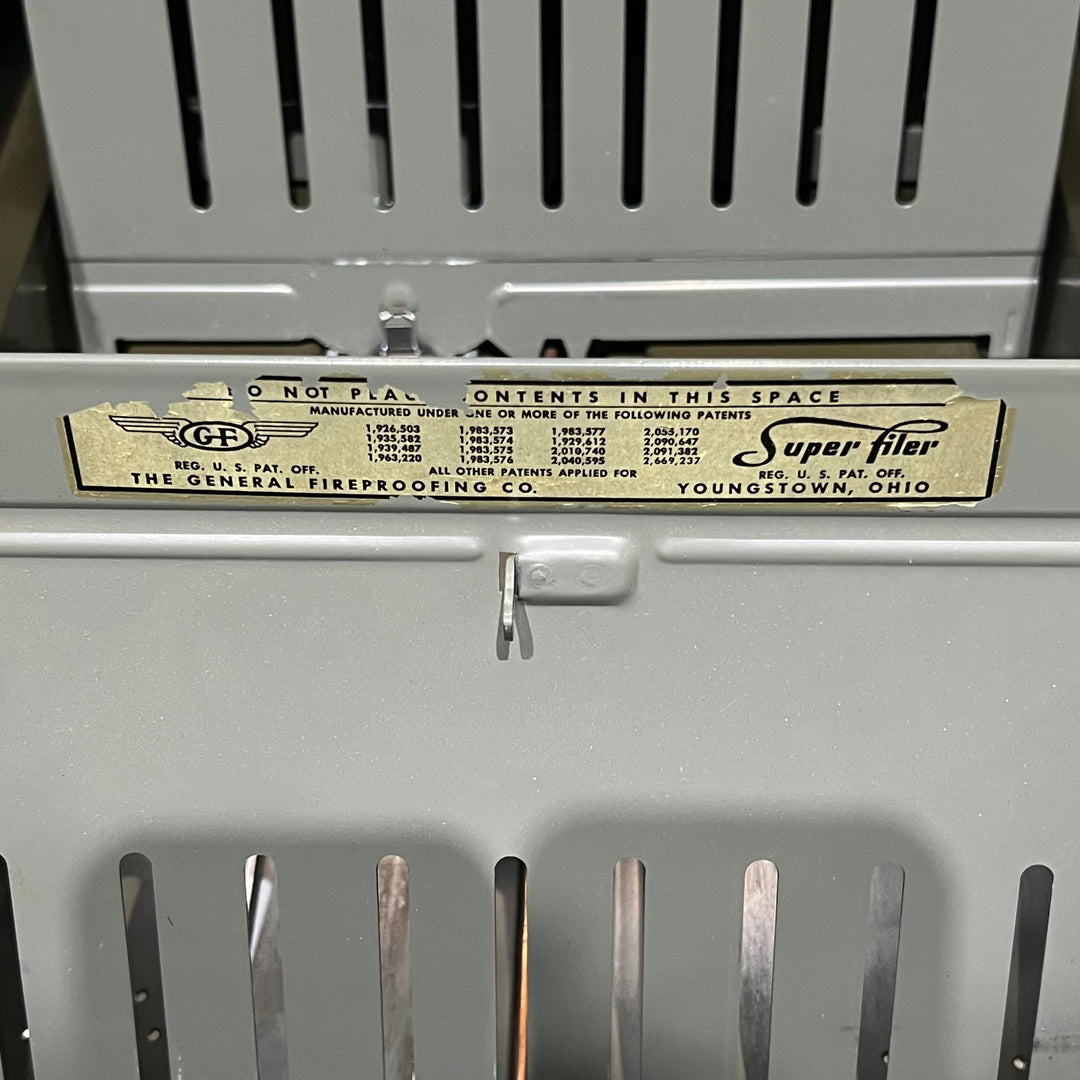 O NOT PLAC ONTENTS IN THIS SPACE
MANUFACTURED UNDER ONE OR MORE OF THE FOLLOWING PATENTS
GF
REG. U. S. PAT. OFF.
1,926,503 1,983,573 1,983,577 2,053,170
1,935,582 1,983,574 1,929,612 2,090,647
1,939,487 1,983,575 2,010,740 2,091,382
1,963,220 1,983,576 2,040,595 2,669,237
ALL OTHER PATENTS APPLIED FOR
Super filer
REG. U. S. PAT. OFF.
THE GENERAL FIREPROOFING CO. YOUNGSTOWN, OHIO